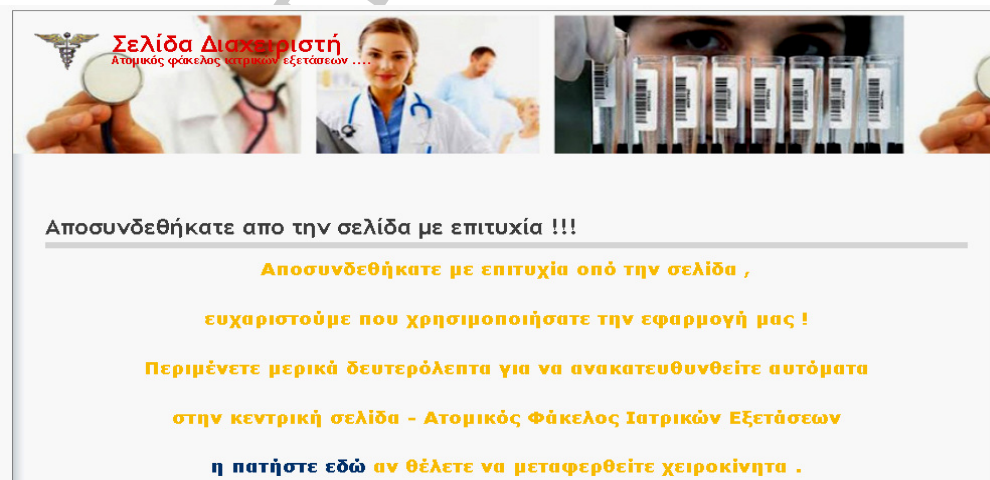 Σελίδα Διαχειριστή
Ατομικός φάκελος ιατρικών εξετάσεων ....
Αποσυνδεθήκατε απο την σελίδα με επιτυχία !!!
Αποσυνδεθήκατε με επιτυχία οπό την σελίδα ,
ευχαριστούμε που χρησιμοποιήσατε την εφαρμογή μας !
Περιμένετε μερικά δευτερόλεπτα για να ανακατευθυνθείτε αυτόματα
στην κεντρική σελίδα - Ατομικός Φάκελος Ιατρικών Εξετάσεων
η πατήστε εδώ αν θέλετε να μεταφερθείτε χειροκίνητα .